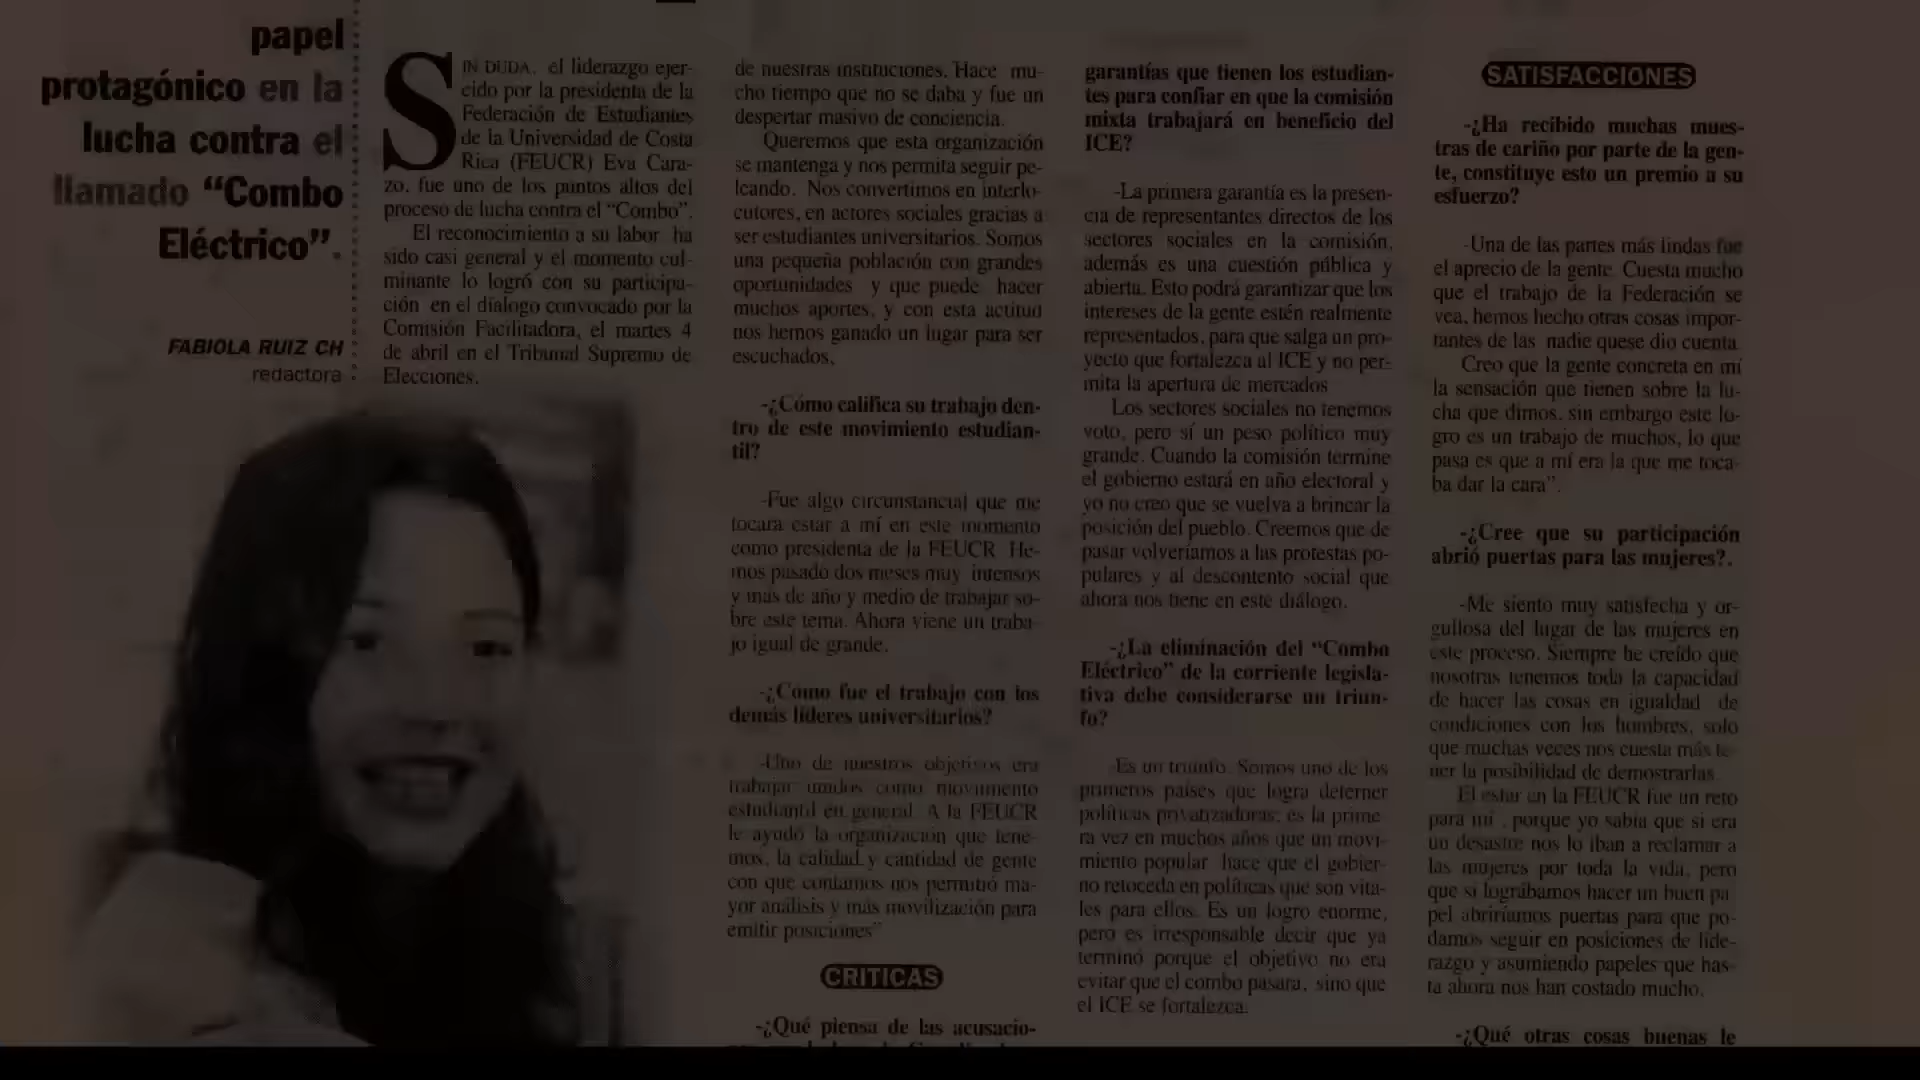 papel
protagónico en la
lucha contra el
llamado “Combo
Eléctrico”.
FABIOLA RUIZ CH
redactora
SIN DUDA, el liderazgo ejer-
cido por la presidenta de la
Federación de Estudiantes
de la Universidad de Costa
Rica (FEUCR) Eva Cara-
zo, fue uno de los puntos altos del
proceso de lucha contra el “Combo”.
El reconocimiento a su labor ha
sido casi general y el momento cul-
minante lo logró con su participa-
ción en el diálogo convocado por la
Comisión Facilitadora, el martes 4
de abril en el Tribunal Supremo de
Elecciones.
de nuestras instituciones. Hace mu-
cho tiempo que no se daba y fue un
despertar masivo de conciencia.
Queremos que esta organización
se mantenga y nos permita seguir pe-
leando. Nos convertimos en interlo-
cutores, en actores sociales gracias a
ser estudiantes universitarios. Somos
una pequeña población con grandes
oportunidades y que puede hacer
muchos aportes, y con esta actitud
nos hemos ganado un lugar para ser
escuchados.
-¿Cómo califica su trabajo den-
tro de este movimiento estudian-
til?
-Fue algo circunstancial que me
tocara estar a mí en este momento
como presidenta de la FEUCR He-
mos pasado dos meses muy intensos
y más de año y medio de trabajar so-
bre este tema. Ahora viene un traba-
jo igual de grande.
-¿Cómo fue el trabajo con los
demás líderes universitarios?
-Uno de nuestros objetivos era
trabajar unidos como movimento
estudiantil en general. A la FEUCR
le ayudó la organización que tene-
mos, la calidad y cantidad de gente
con que contamos nos permitió ma-
yor análisis y más movilización para
emitir posiciones”
CRITICAS
-¿Qué piensa de las acusacio-
garantías que tienen los estudian-
tes para confiar en que la comisión
mixta trabajará en beneficio del
ICE?
-La primera garantía es la presen-
cia de representantes directos de los
sectores sociales en la comisión,
además es una cuestión pública y
abierta. Esto podrá garantizar que los
intereses de la gente estén realmente
representados, para que salga un pro-
yecto que fortalezca al ICE y no per-
mita la apertura de mercados
Los sectores sociales no tenemos
voto, pero sí un peso político muy
grande. Cuando la comisión termine
el gobierno estará en año electoral y
yo no creo que se vuelva a brincar la
posición del pueblo. Creemos que de
pasar volveríamos a las protestas po-
pulares y al descontento social que
ahora nos tiene en este diálogo.
-¿La eliminación del “Combo
Eléctrico” de la corriente legisla-
tiva debe considerarse un triun-
fo?
-Es un triunfo. Somos uno de los
primeros países que logra deterner
políticas privatizadoras; es la prime-
ra vez en muchos años que un movi-
miento popular hace que el gobier-
no retoceda en políticas que son vita-
les para ellos. Es un logro enorme,
pero es irresponsable decir que ya
terminó porque el objetivo no era
evitar que el combo pasara, sino que
el ICE se fortalezca.
SATISFACCIONES
-¿Ha recibido muchas mues-
tras de cariño por parte de la gen-
te, constituye esto un premio a su
esfuerzo?
-Una de las partes más lindas fue
el aprecio de la gente. Cuesta mucho
que el trabajo de la Federación se
vea, hemos hecho otras cosas impor-
tantes de las nadie quese dio cuenta.
Creo que la gente concreta en mí
la sensación que tienen sobre la lu-
cha que dimos, sin embargo este lo-
gro es un trabajo de muchos, lo que
pasa es que a mí era la que me toca-
ba dar la cara”.
-¿Cree que su participación
abrió puertas para las mujeres?.
-Me siento muy satisfecha y or-
gullosa del lugar de las mujeres en
este proceso. Siempre he creído que
nosotras tenemos toda la capacidad
de hacer las cosas en igualdad de
condiciones con los hombres, solo
que muchas veces nos cuesta más te-
ner la posibilidad de demostrarlas.
El estar en la FEUCR fue un reto
para mí , porque yo sabía que si era
un desastre nos lo iban a reclamar a
las mujeres por toda la vida, pero
que si lográbamos hacer un buen pa
pel abriríamos puertas para que po-
damos seguir en posiciones de lide-
razgo y asumiendo papeles que has-
ta ahora nos han costado mucho.
-¿Qué otras cosas buenas le